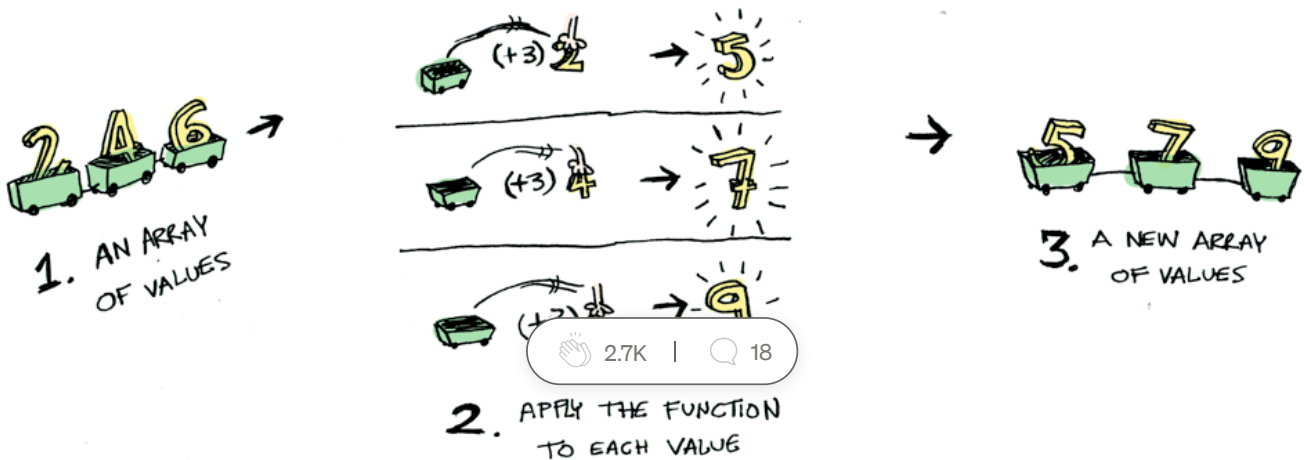 2 4 6
1. AN ARRAY
OF VALUES
(+3) 2 5
(+3) 4 7
9
2.7K | 18
2. APPLY THE FUNCTION
TO EACH VALUE
5 7 9
3. A NEW ARRAY
OF VALUES